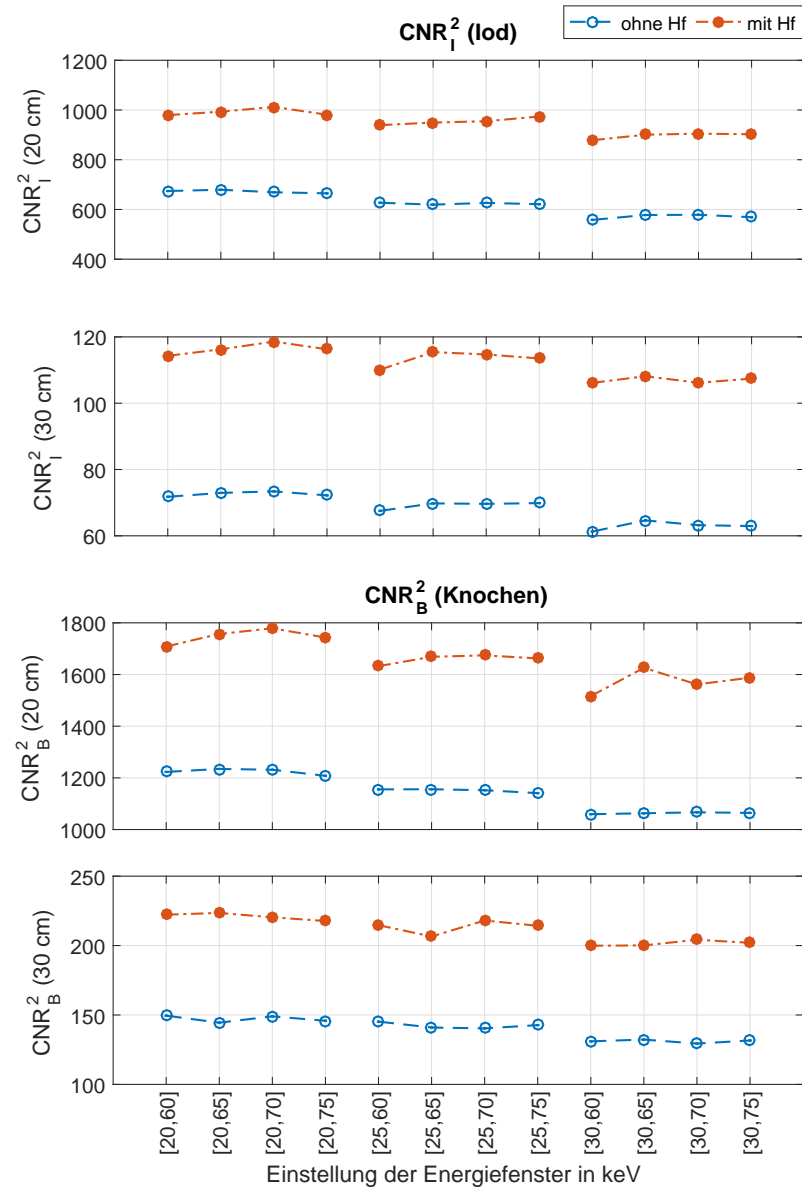 CNR_I^2 (Iod)
ohne Hf mit Hf
CNR_I^2 (20 cm)
1200
1000
800
600
400
CNR_I^2 (30 cm)
120
100
80
60
CNR_B^2 (Knochen)
CNR_B^2 (20 cm)
1800
1600
1400
1200
1000
CNR_B^2 (30 cm)
250
200
150
100
[20,60] [20,65] [20,70] [20,75] [25,60] [25,65] [25,70] [25,75] [30,60] [30,65] [30,70] [30,75]
Einstellung der Energiefenster in keV